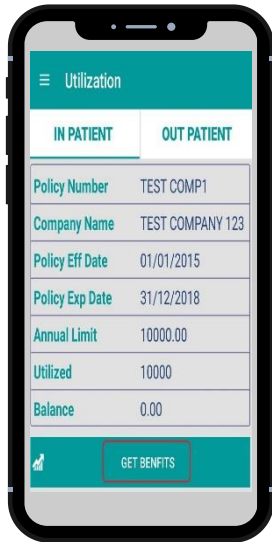 Utilization
IN PATIENT OUT PATIENT
Policy Number TEST COMP1
Company Name TEST COMPANY 123
Policy Eff Date 01/01/2015
Policy Exp Date 31/12/2018
Annual Limit 10000.00
Utilized 10000
Balance 0.00
GET BENFITS